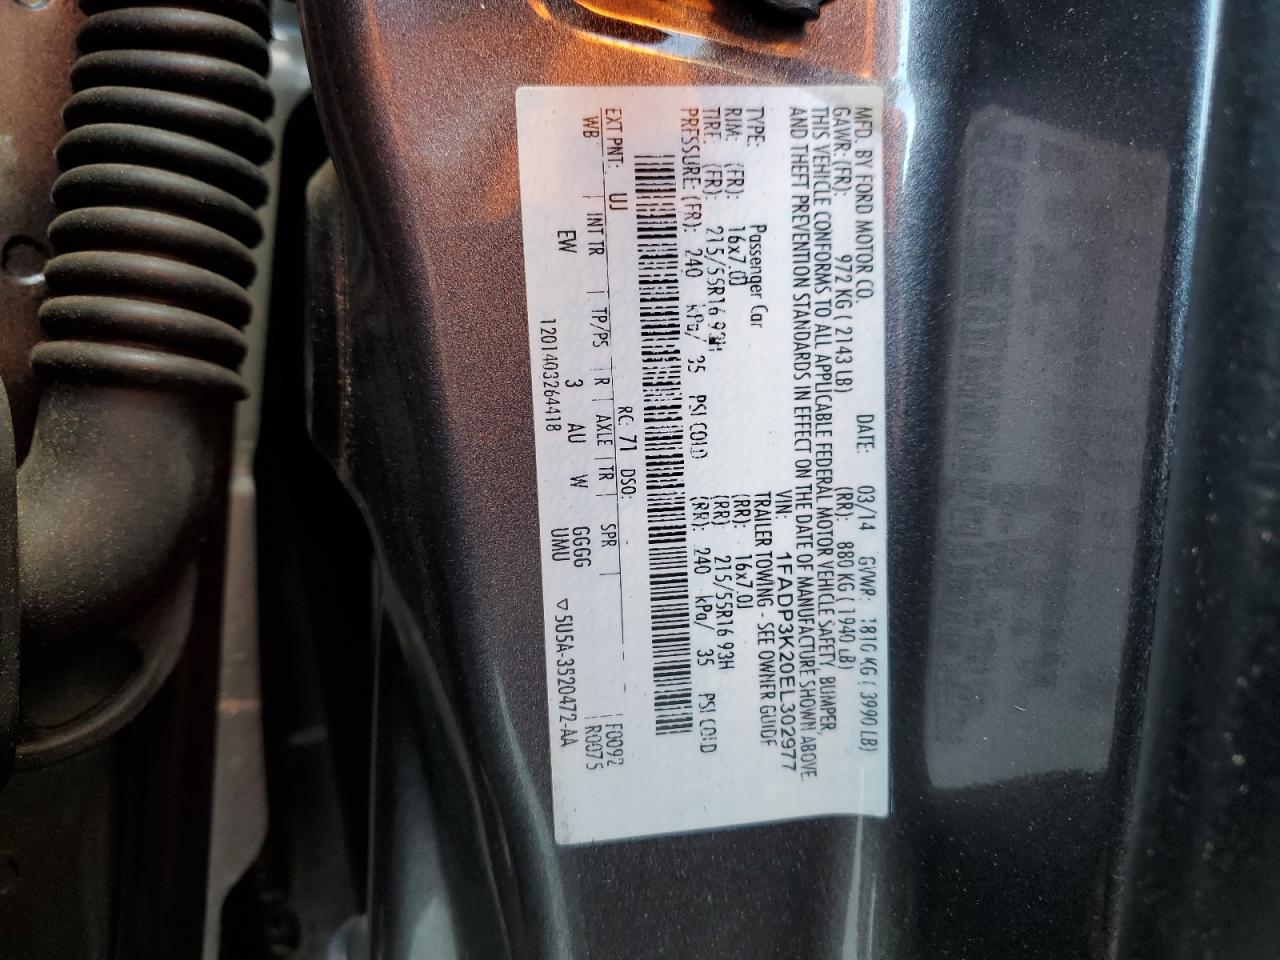 MFD. BY FORD MOTOR CO. DATE: 03/14 GVWR: 1810 KG ( 3990 LB)
GAWR: (FR): 972 KG ( 2143 LB) (RR): 880 KG ( 1940 LB)
THIS VEHICLE CONFORMS TO ALL APPLICABLE FEDERAL MOTOR VEHICLE SAFETY, BUMPER,
AND THEFT PREVENTION STANDARDS IN EFFECT ON THE DATE OF MANUFACTURE SHOWN ABOVE
VIN: 1FADP3K20EL302977
TYPE: Passenger Car TRAILER TOWING - SEE OWNER GUIDE
RIM: (FR): 16x7.0J (RR): 16x7.0J
TIRE: (FR): 215/55R16 93H (RR): 215/55R16 93H
PRESSURE: (FR): 240 kPa/ 35 PSI COLD (RR): 240 kPa/ 35 PSI COLD
RC: 71 DSO:
EXT PNT: UJ F0092
WB | INT TR | TP/PS | R | AXLE | TR | SPR | R0075
EW 3 AU W GGGG
UMU
1201403264418 ▽ 5U5A-3520472-AA